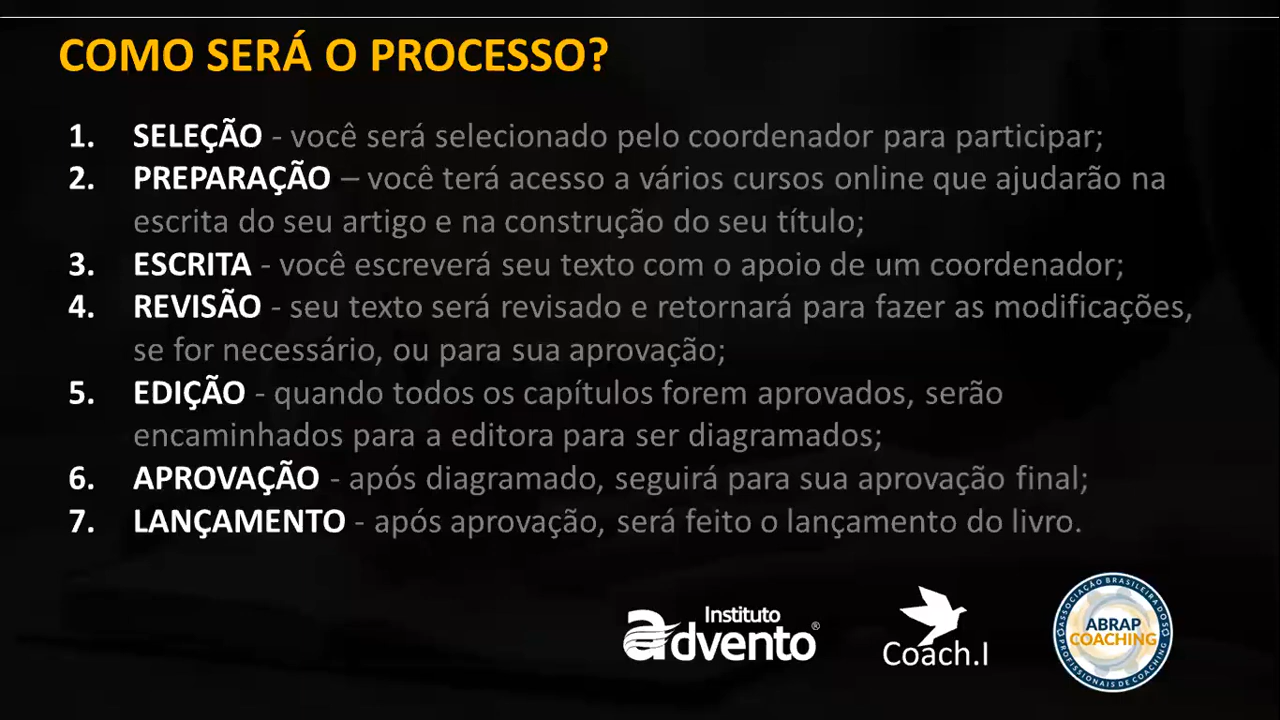 COMO SERÁ O PROCESSO?
1. SELEÇÃO - você será selecionado pelo coordenador para participar;
2. PREPARAÇÃO – você terá acesso a vários cursos online que ajudarão na
escrita do seu artigo e na construção do seu título;
3. ESCRITA - você escreverá seu texto com o apoio de um coordenador;
4. REVISÃO - seu texto será revisado e retornará para fazer as modificações,
se for necessário, ou para sua aprovação;
5. EDIÇÃO - quando todos os capítulos forem aprovados, serão
encaminhados para a editora para ser diagramados;
6. APROVAÇÃO - após diagramado, seguirá para sua aprovação final;
7. LANÇAMENTO - após aprovação, será feito o lançamento do livro.
Instituto
advento®
Coach.I
ASSOCIAÇÃO BRASILEIRA DOS
ABRAP
COACHING
PROFISSIONAIS DE COACHING